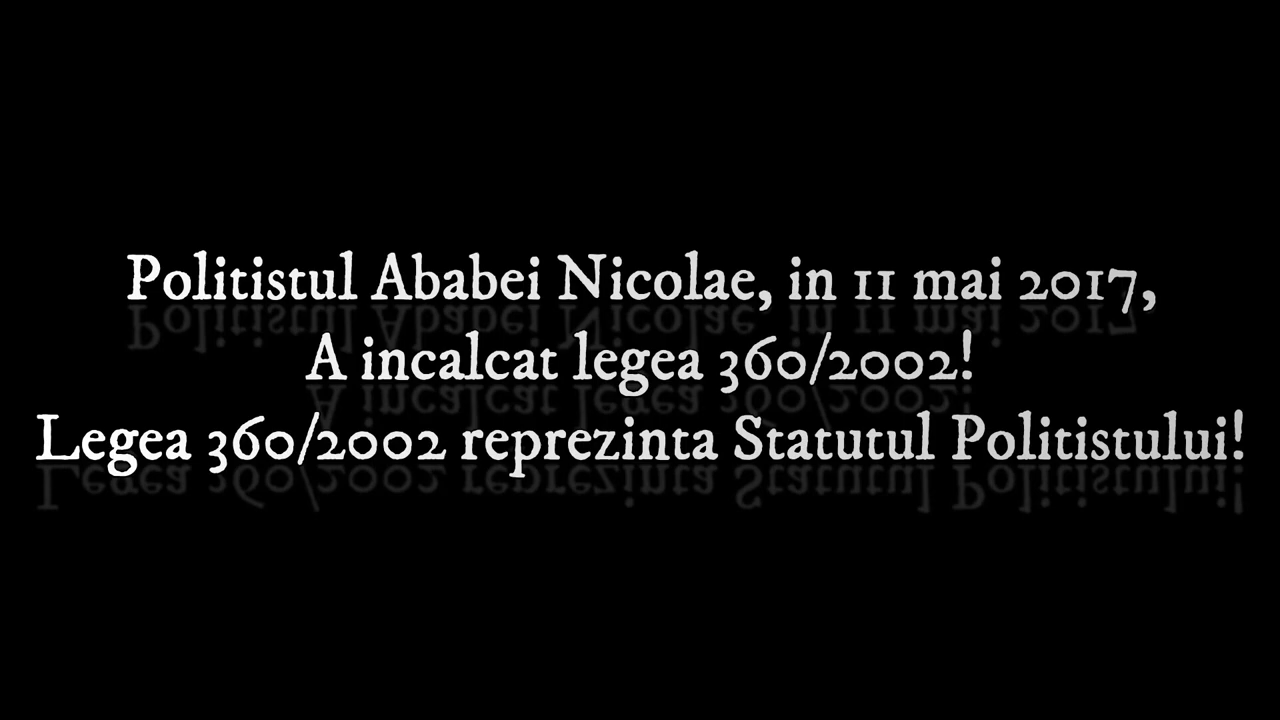 Politistul Ababei Nicolae, in 11 mai 2017,
A incalcat legea 360/2002!
Legea 360/2002 reprezinta Statutul Politistului!